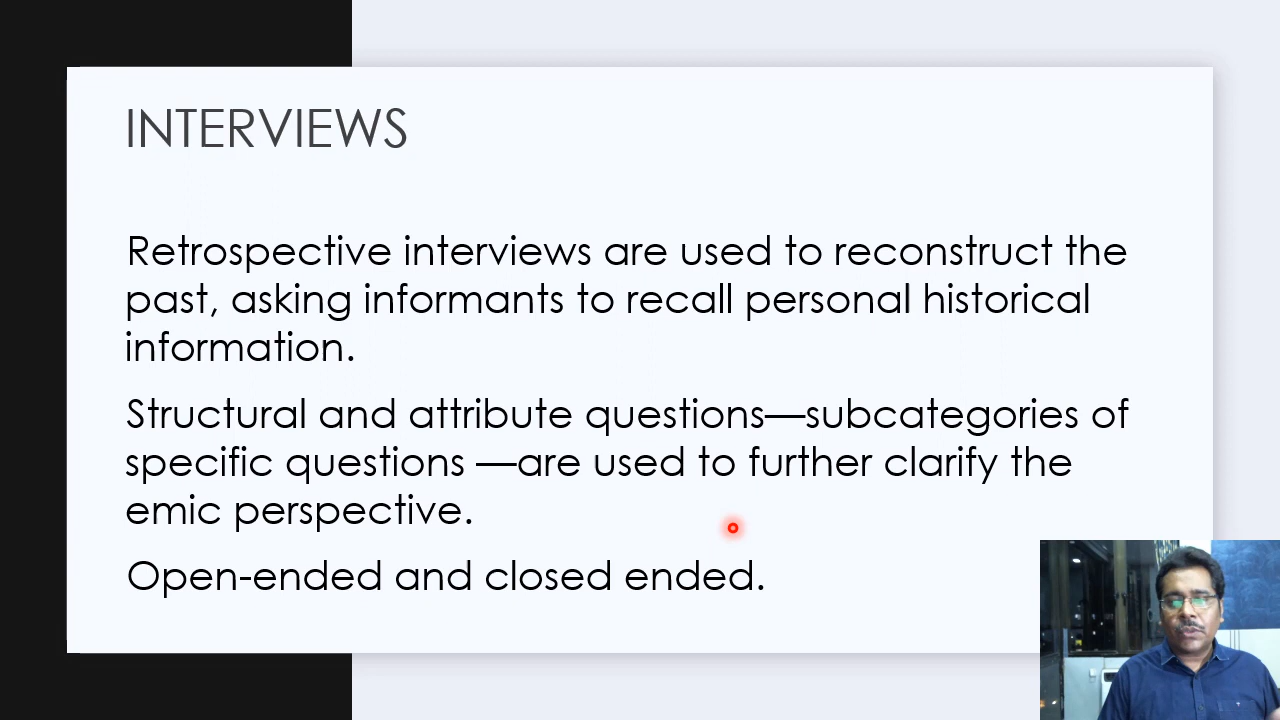 INTERVIEWS
Retrospective interviews are used to reconstruct the
past, asking informants to recall personal historical
information.
Structural and attribute questions—subcategories of
specific questions —are used to further clarify the
emic perspective.
Open-ended and closed ended.